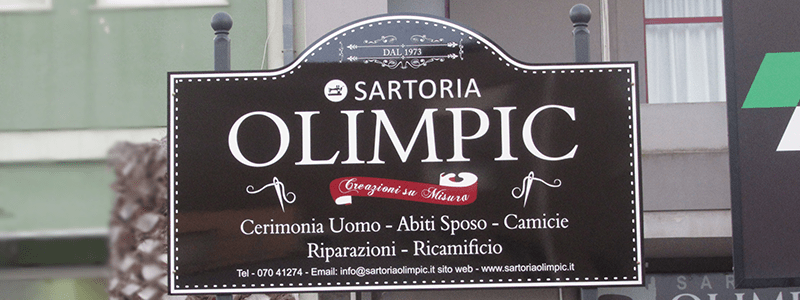 DAL 1973
SARTORIA
OLIMPIC
Creazioni su Misura
Cerimonia Uomo - Abiti Sposo - Camicie
Riparazioni - Ricamificio
Tel - 070 41274 - Email: info@sartoriaolimpic.it sito web - www.sartoriaolimpic.it